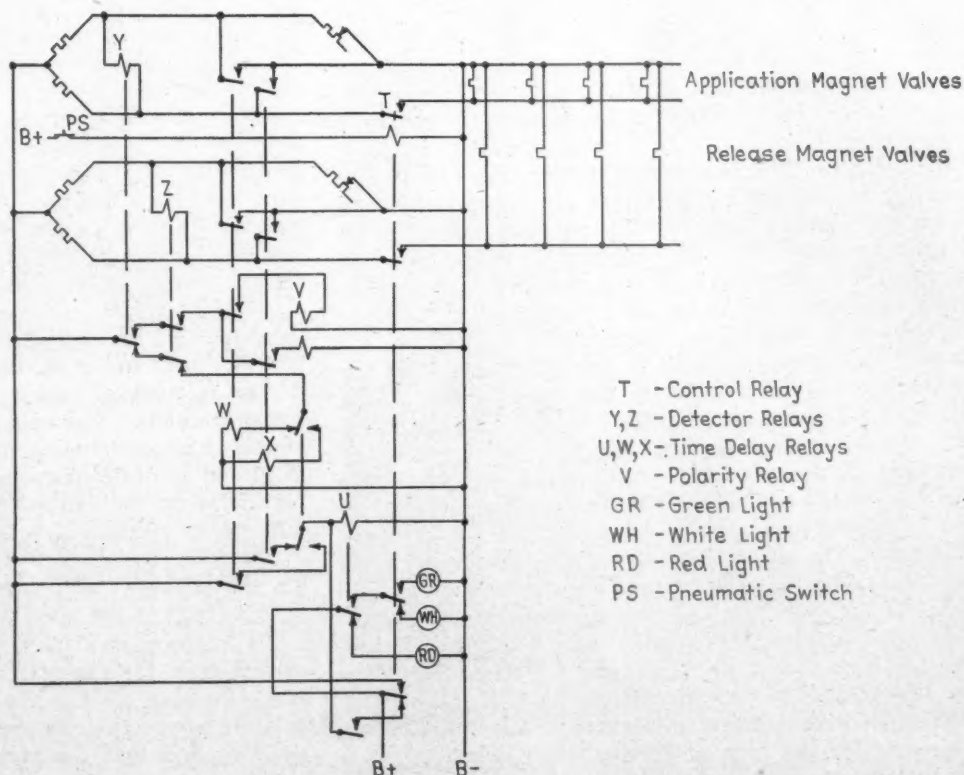 Y
Application Magnet Valves
T
B+
PS
Release Magnet Valves
Z
V
T - Control Relay
Y,Z - Detector Relays
U,W,X - Time Delay Relays
V - Polarity Relay
GR - Green Light
WH - White Light
RD - Red Light
PS - Pneumatic Switch
W
X
U
GR
WH
RD
B+
B-